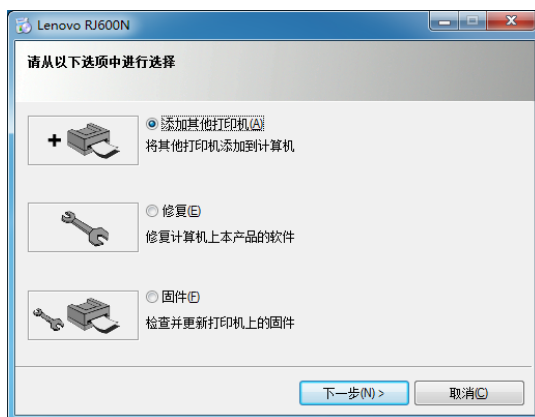 Lenovo RJ600N
请从以下选项中进行选择
添加其他打印机(A)
将其他打印机添加到计算机
修复(E)
修复计算机上本产品的软件
固件(F)
检查并更新打印机上的固件
下一步(N) >
取消(C)